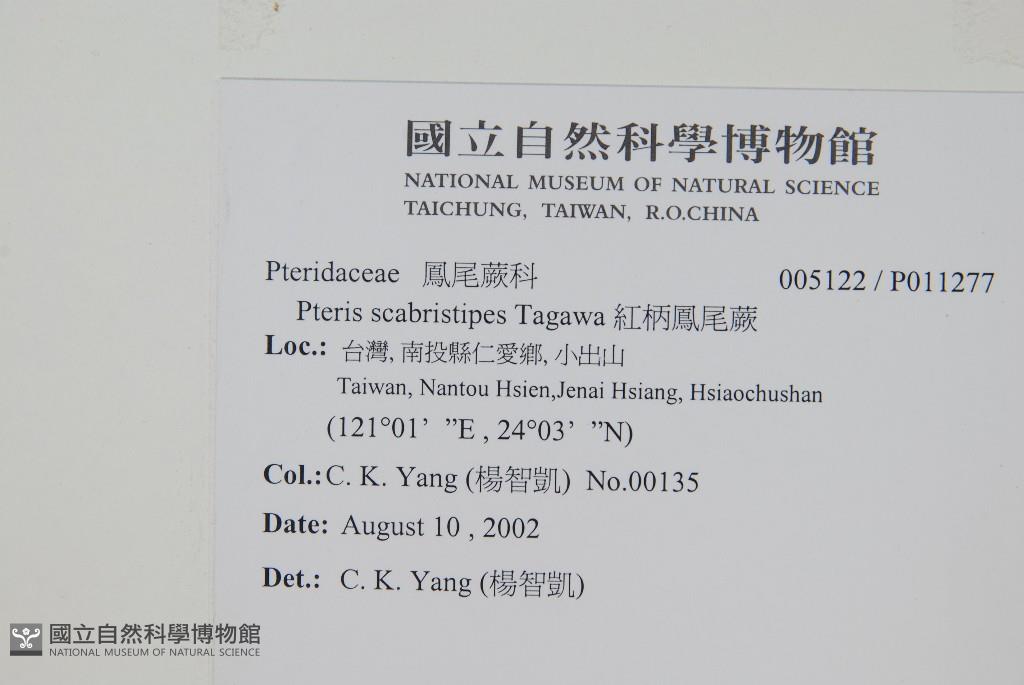 國立自然科學博物館
NATIONAL MUSEUM OF NATURAL SCIENCE
TAICHUNG, TAIWAN, R.O.CHINA
Pteridaceae 鳳尾蕨科 005122 / P011277
Pteris scabristipes Tagawa 紅柄鳳尾蕨
Loc.: 台灣, 南投縣仁愛鄉, 小出山
Taiwan, Nantou Hsien,Jenai Hsiang, Hsiaochushan
(121°01’ ”E , 24°03’ ”N)
Col.: C. K. Yang (楊智凱) No.00135
Date: August 10 , 2002
Det.: C. K. Yang (楊智凱)
國立自然科學博物館
NATIONAL MUSEUM OF NATURAL SCIENCE